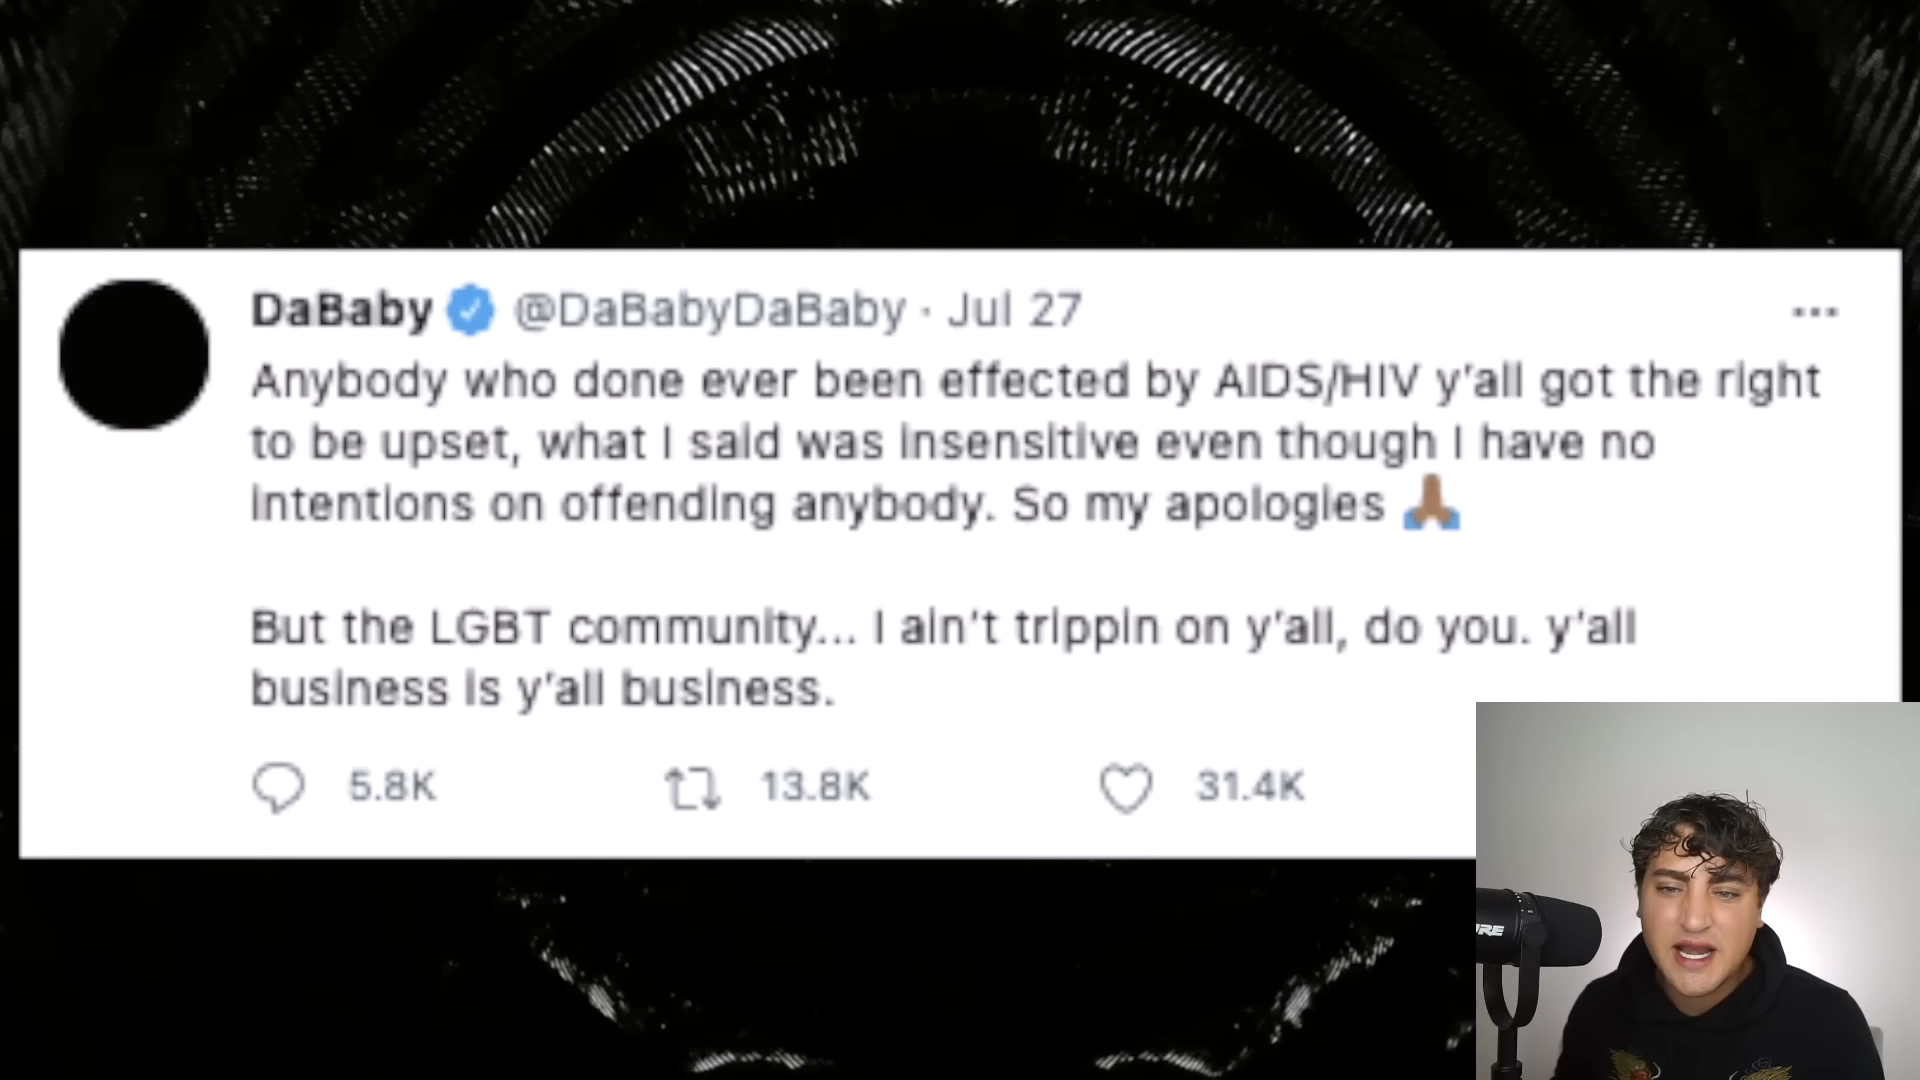 DaBaby @DaBabyDaBaby · Jul 27
Anybody who done ever been effected by AIDS/HIV y'all got the right
to be upset, what I said was insensitive even though I have no
intentions on offending anybody. So my apologies 🙏🏾
But the LGBT community... I ain't trippin on y'all, do you. y'all
business is y'all business.
5.8K 13.8K 31.4K